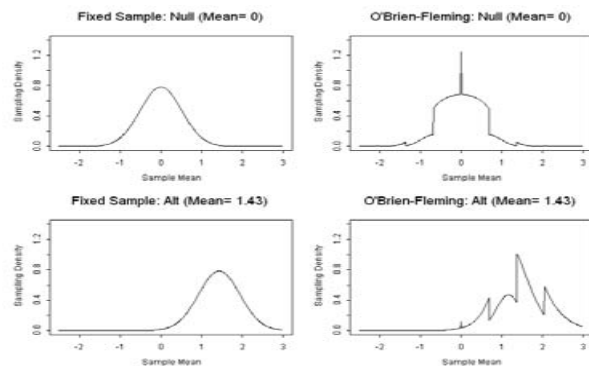 Fixed Sample: Null (Mean= 0)
Sampling Density
0.0 0.4 0.8 1.2
-2 -1 0 1 2 3
Sample Mean
O'Brien-Fleming: Null (Mean= 0)
Sampling Density
0.0 0.4 0.8 1.2
-2 -1 0 1 2 3
Sample Mean
Fixed Sample: Alt (Mean= 1.43)
Sampling Density
0.0 0.4 0.8 1.2
-2 -1 0 1 2 3
Sample Mean
O'Brien-Fleming: Alt (Mean= 1.43)
Sampling Density
0.0 0.4 0.8 1.2
-2 -1 0 1 2 3
Sample Mean